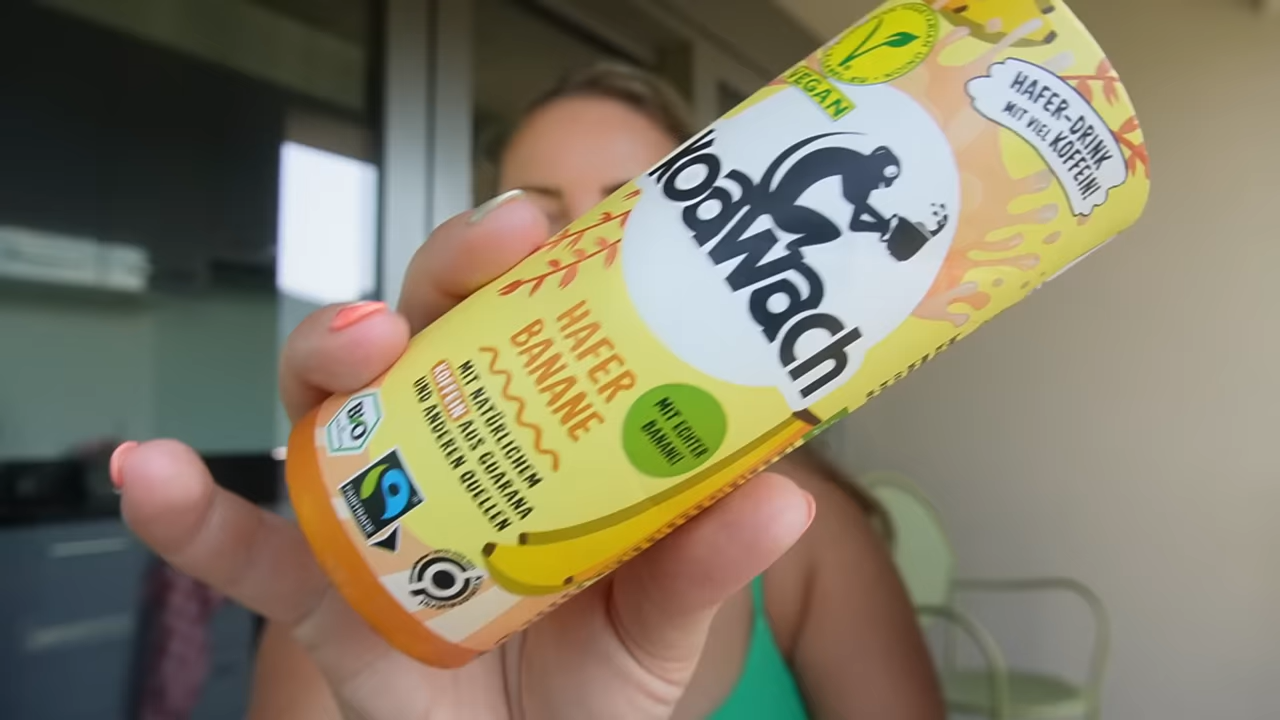 VEGAN
HAFER-DRINK
MIT VIEL KOFFEIN!
koawach
HAFER
BANANE
MIT NATÜRLICHEM
KOFFEIN AUS GUARANA
UND ANDEREN QUELLEN
MIT ECHTER
BANANE!
BIO
FAIRTRADE